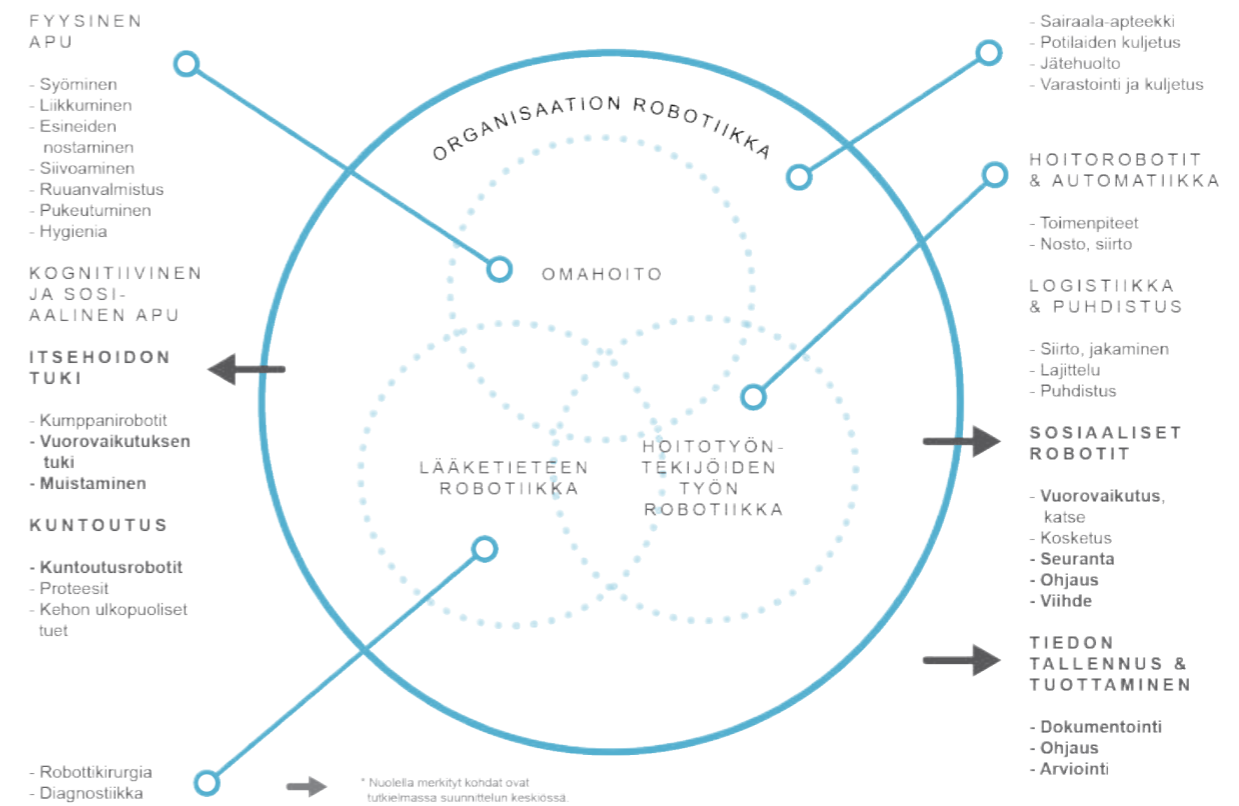 FYYSINEN
APU
- Syöminen
- Liikkuminen
- Esineiden
nostaminen
- Siivoaminen
- Ruuanvalmistus
- Pukeutuminen
- Hygienia
KOGNITIIVINEN
JA SOSI-
AALINEN APU
ITSEHOIDON
TUKI
- Kumppanirobotit
- Vuorovaikutuksen
tuki
- Muistaminen
KUNTOUTUS
- Kuntoutusrobotit
- Proteesit
- Kehon ulkopuoliset
tuet
- Robottikirurgia
- Diagnostiikka
ORGANISAATION ROBOTIIKKA
OMAHOITO
LÄÄKETIETEEN
ROBOTIIKKA
HOITOTYÖN-
TEKIJÖIDEN
TYÖN
ROBOTIIKKA
* Nuolella merkityt kohdat ovat
tutkielmassa suunnittelun keskiössä.
- Sairaala-apteekki
- Potilaiden kuljetus
- Jätehuolto
- Varastointi ja kuljetus
HOITOROBOTIT
& AUTOMATIIKKA
- Toimenpiteet
- Nosto, siirto
LOGISTIIKKA
& PUHDISTUS
- Siirto, jakaminen
- Lajittelu
- Puhdistus
SOSIAALISET
ROBOTIT
- Vuorovaikutus,
katse
- Kosketus
- Seuranta
- Ohjaus
- Viihde
TIEDON
TALLENNUS &
TUOTTAMINEN
- Dokumentointi
- Ohjaus
- Arviointi